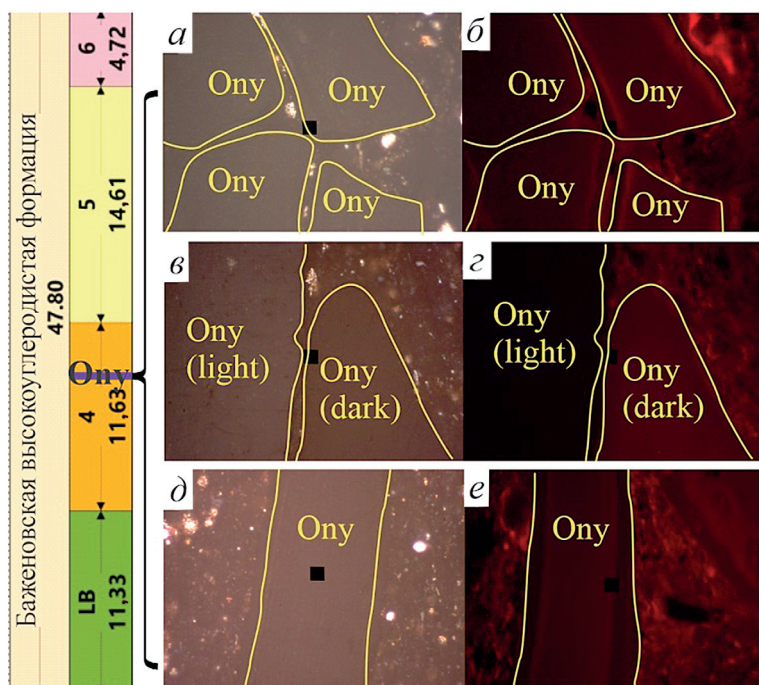 Баженовская высокоуглеродистая формация
47.80
6
4,72
5
14,61
Ony
4
11,63
LB
11,33
а
Ony
Ony
Ony
Ony
б
Ony
Ony
Ony
Ony
в
Ony
(light)
Ony
(dark)
г
Ony
(light)
Ony
(dark)
д
Ony
е
Ony